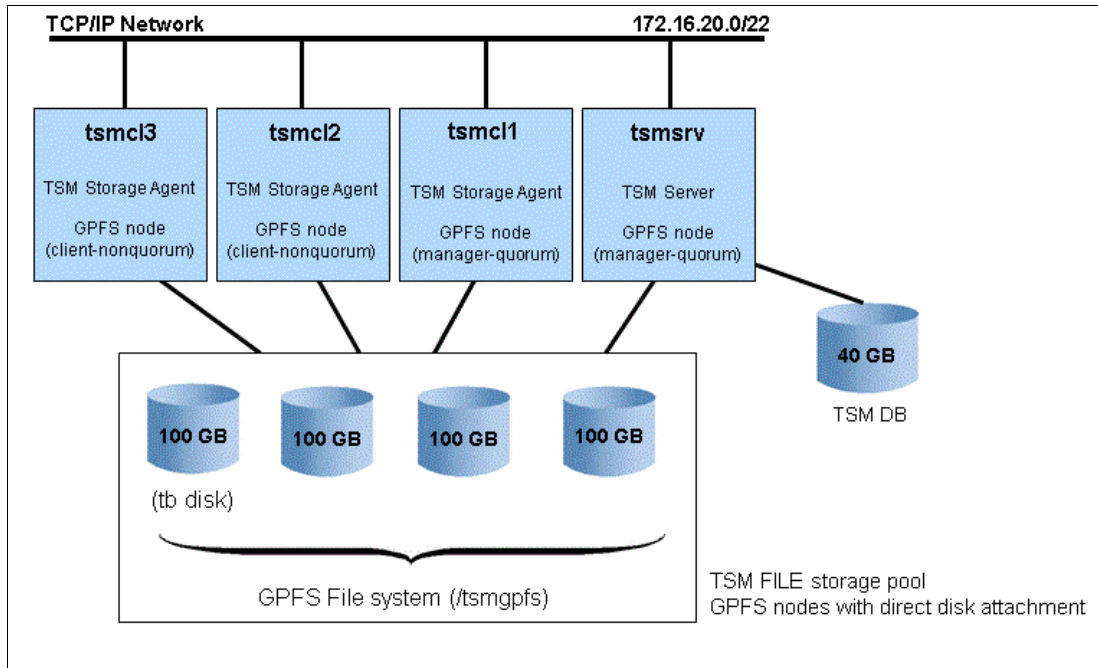 TCP/IP Network
172.16.20.0/22
tsmcl3
TSM Storage Agent
GPFS node
(client-nonquorum)
tsmcl2
TSM Storage Agent
GPFS node
(client-nonquorum)
tsmcl1
TSM Storage Agent
GPFS node
(manager-quorum)
tsmsrv
TSM Server
GPFS node
(manager-quorum)
40 GB
TSM DB
100 GB
100 GB
100 GB
100 GB
(tb disk)
GPFS File system (/tsmgpfs)
TSM FILE storage pool
GPFS nodes with direct disk attachment